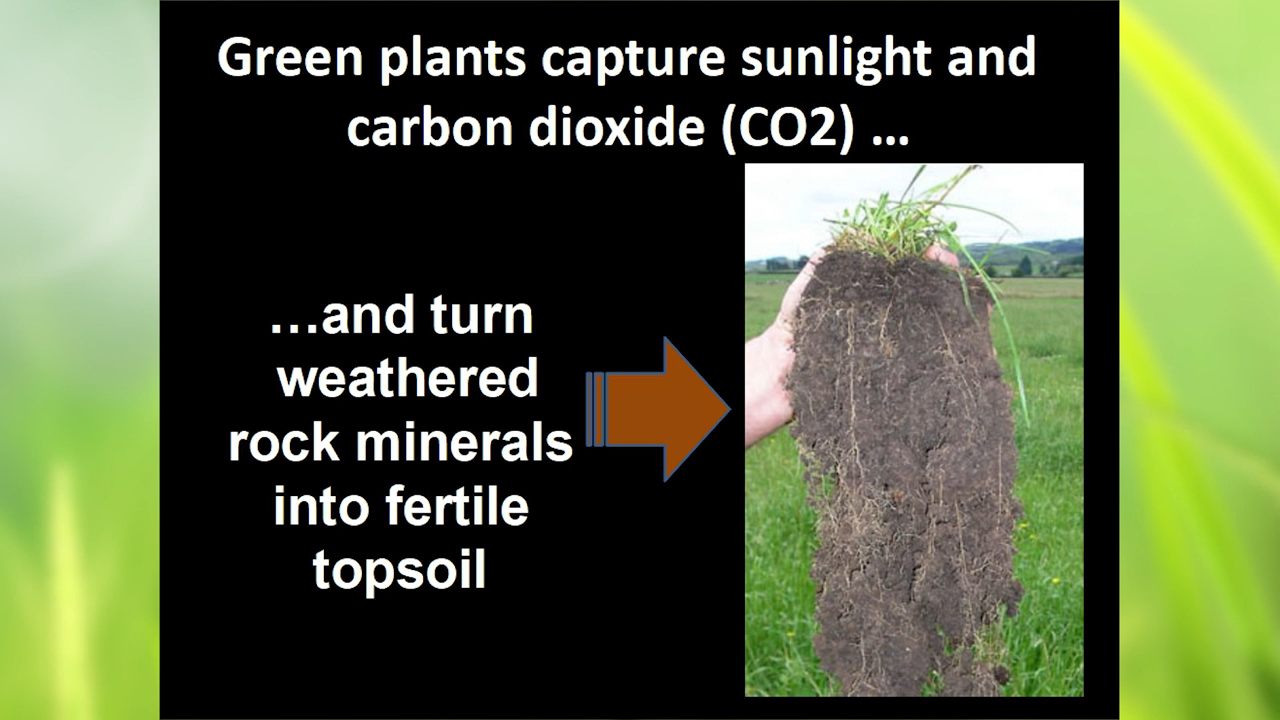 Green plants capture sunlight and
carbon dioxide (CO2) ...
...and turn
weathered
rock minerals
into fertile
topsoil